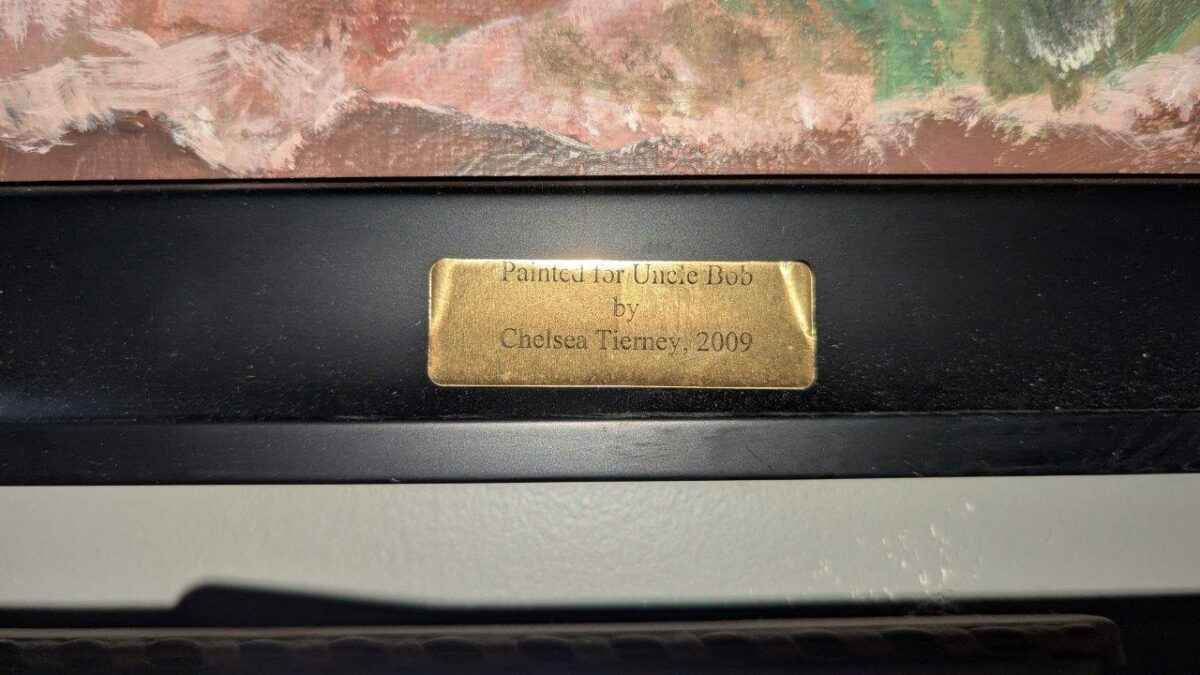 Painted for Uncle Bob
by
Chelsea Tierney, 2009